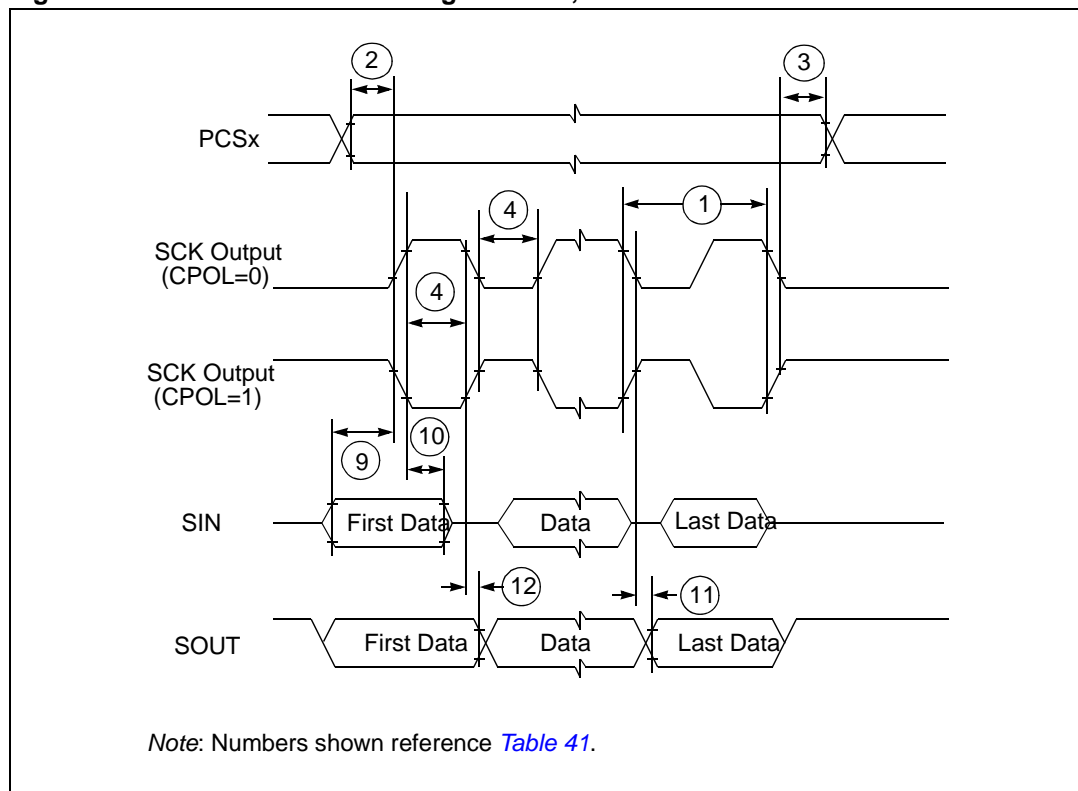 2
3
PCSx
4
1
SCK Output
(CPOL=0)
4
SCK Output
(CPOL=1)
10
9
SIN
First Data
Data
Last Data
12
11
SOUT
First Data
Data
Last Data
Note: Numbers shown reference Table 41.